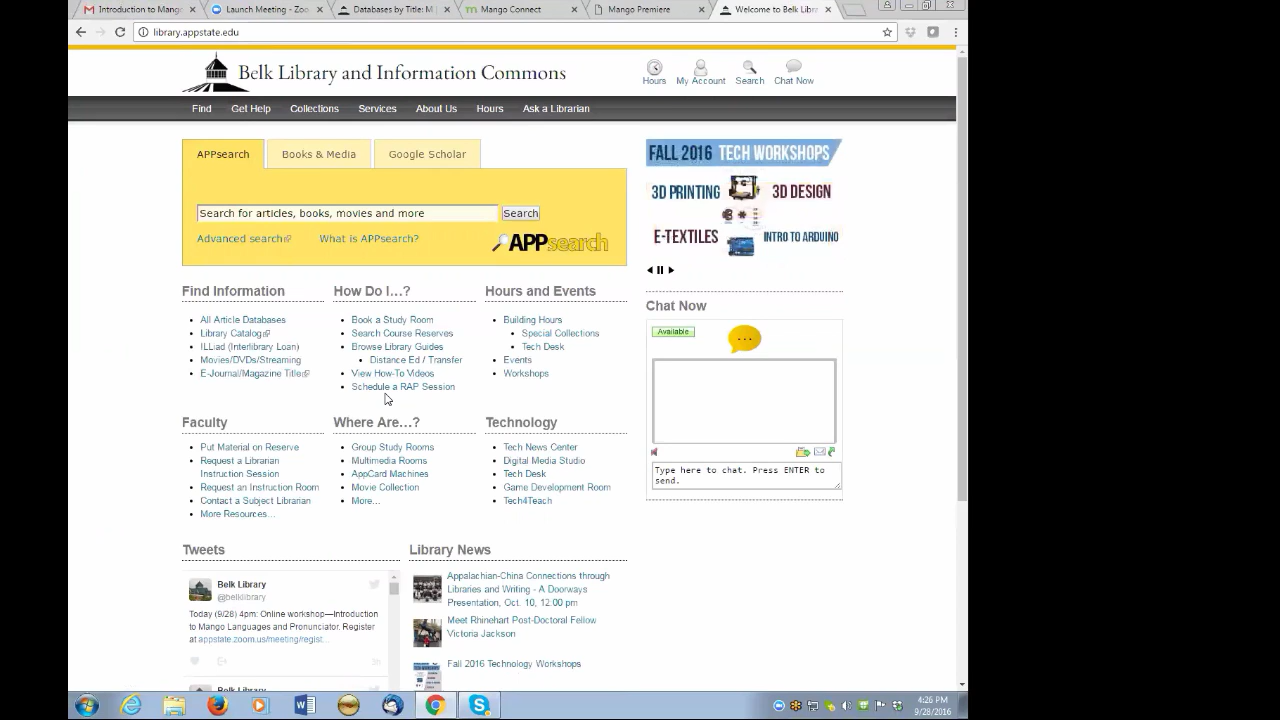 Introduction to Mango
Launch Meeting - Zoo
Databases by Title: M
Mango Connect
Mango Premiere
Welcome to Belk Libra
library.appstate.edu
Belk Library and Information Commons
Hours
My Account
Search
Chat Now
Find
Get Help
Collections
Services
About Us
Hours
Ask a Librarian
APPsearch
Books & Media
Google Scholar
Search for articles, books, movies and more
Search
Advanced search
What is APPsearch?
APPsearch
FALL 2016 TECH WORKSHOPS
3D PRINTING
3D DESIGN
E-TEXTILES
INTRO TO ARDUINO
Find Information
All Article Databases
Library Catalog
ILLiad (Interlibrary Loan)
Movies/DVDs/Streaming
E-Journal/Magazine Title
How Do I...?
Book a Study Room
Search Course Reserves
Browse Library Guides
Distance Ed / Transfer
View How-To Videos
Schedule a RAP Session
Hours and Events
Building Hours
Special Collections
Tech Desk
Events
Workshops
Chat Now
Available
Type here to chat. Press ENTER to
send.
Faculty
Put Material on Reserve
Request a Librarian
Instruction Session
Request an Instruction Room
Contact a Subject Librarian
More Resources...
Where Are...?
Group Study Rooms
Multimedia Rooms
AppCard Machines
Movie Collection
More...
Technology
Tech News Center
Digital Media Studio
Tech Desk
Game Development Room
Tech4Teach
Tweets
Belk Library
@belklibrary
Today (9/28) 4pm: Online workshop—Introduction
to Mango Languages and Pronunciator. Register
at appstate.zoom.us/meeting/regist...
Belk Library
Library News
Appalachian-China Connections through
Libraries and Writing - A Doorways
Presentation, Oct. 10, 12:00 pm
Meet Rhinehart Post-Doctoral Fellow
Victoria Jackson
Fall 2016 Technology Workshops
4:26 PM
9/28/2016